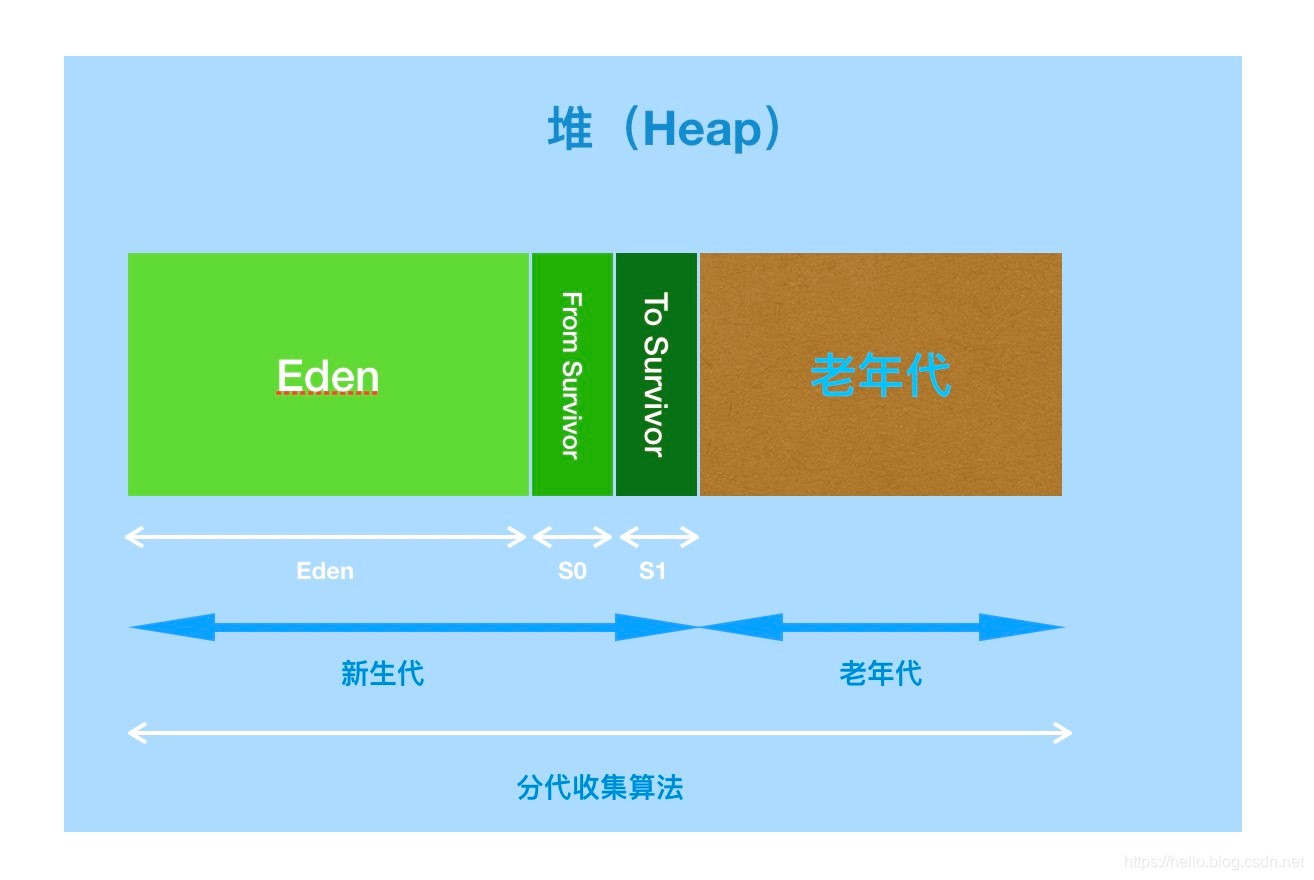 堆（Heap）
Eden
From Survivor
To Survivor
老年代
Eden
S0
S1
新生代
老年代
分代收集算法
https://hello.blog.csdn.net